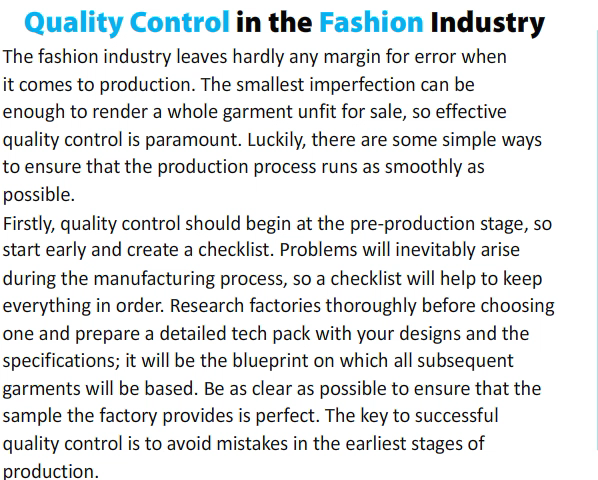 Quality Control in the Fashion Industry
The fashion industry leaves hardly any margin for error when
it comes to production. The smallest imperfection can be
enough to render a whole garment unfit for sale, so effective
quality control is paramount. Luckily, there are some simple ways
to ensure that the production process runs as smoothly as
possible.
Firstly, quality control should begin at the pre-production stage, so
start early and create a checklist. Problems will inevitably arise
during the manufacturing process, so a checklist will help to keep
everything in order. Research factories thoroughly before choosing
one and prepare a detailed tech pack with your designs and the
specifications; it will be the blueprint on which all subsequent
garments will be based. Be as clear as possible to ensure that the
sample the factory provides is perfect. The key to successful
quality control is to avoid mistakes in the earliest stages of
production.